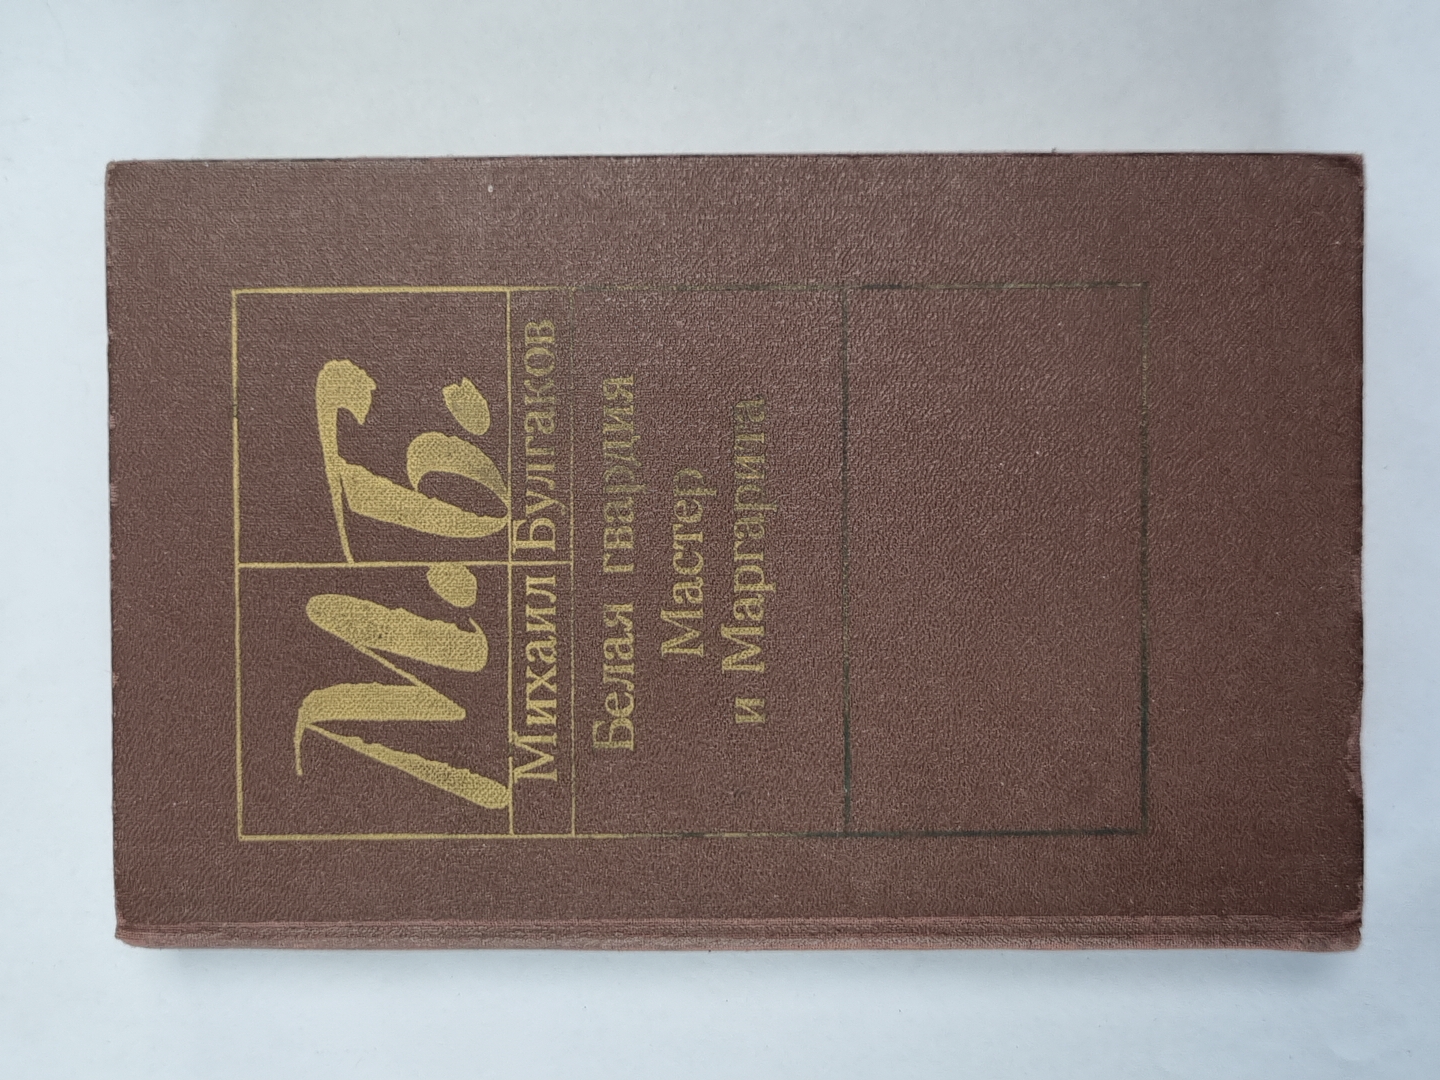 М.Б.
Михаил Булгаков
Белая гвардия
Мастер
и Маргарита